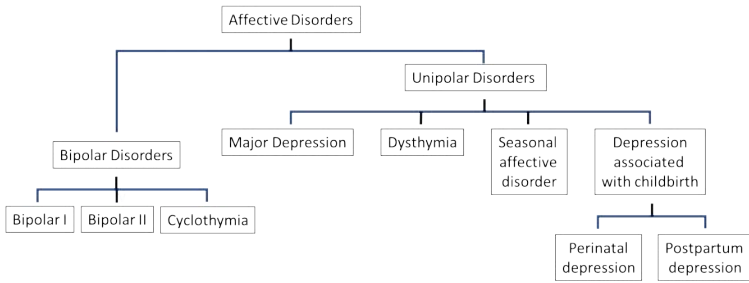 Affective Disorders
Unipolar Disorders
Bipolar Disorders
Major Depression
Dysthymia
Seasonal
affective
disorder
Depression
associated
with childbirth
Bipolar I
Bipolar II
Cyclothymia
Perinatal
depression
Postpartum
depression